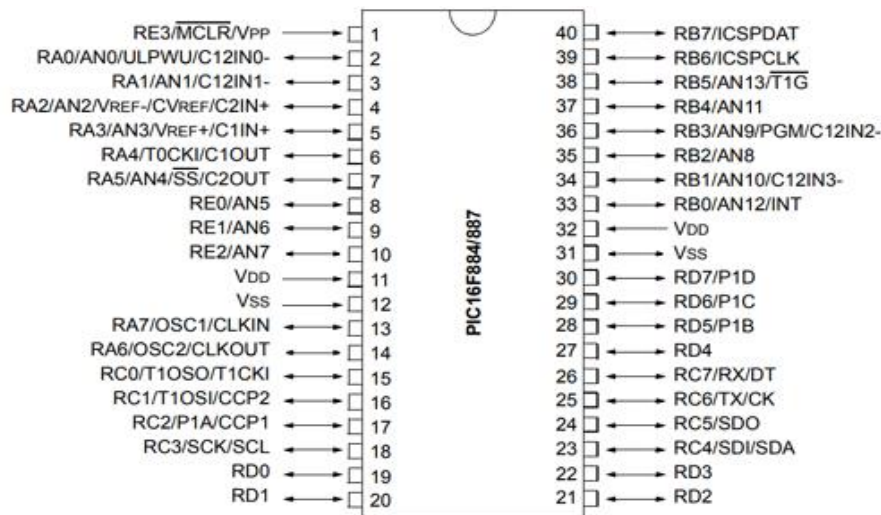 RE3/MCLR/VPP 1
RA0/AN0/ULPWU/C12IN0- 2
RA1/AN1/C12IN1- 3
RA2/AN2/VREF-/CVREF/C2IN+ 4
RA3/AN3/VREF+/C1IN+ 5
RA4/T0CKI/C1OUT 6
RA5/AN4/SS/C2OUT 7
RE0/AN5 8
RE1/AN6 9
RE2/AN7 10
VDD 11
VSS 12
RA7/OSC1/CLKIN 13
RA6/OSC2/CLKOUT 14
RC0/T1OSO/T1CKI 15
RC1/T1OSI/CCP2 16
RC2/P1A/CCP1 17
RC3/SCK/SCL 18
RD0 19
RD1 20
PIC16F884/887
40 RB7/ICSPDAT
39 RB6/ICSPCLK
38 RB5/AN13/T1G
37 RB4/AN11
36 RB3/AN9/PGM/C12IN2-
35 RB2/AN8
34 RB1/AN10/C12IN3-
33 RB0/AN12/INT
32 VDD
31 VSS
30 RD7/P1D
29 RD6/P1C
28 RD5/P1B
27 RD4
26 RC7/RX/DT
25 RC6/TX/CK
24 RC5/SDO
23 RC4/SDI/SDA
22 RD3
21 RD2